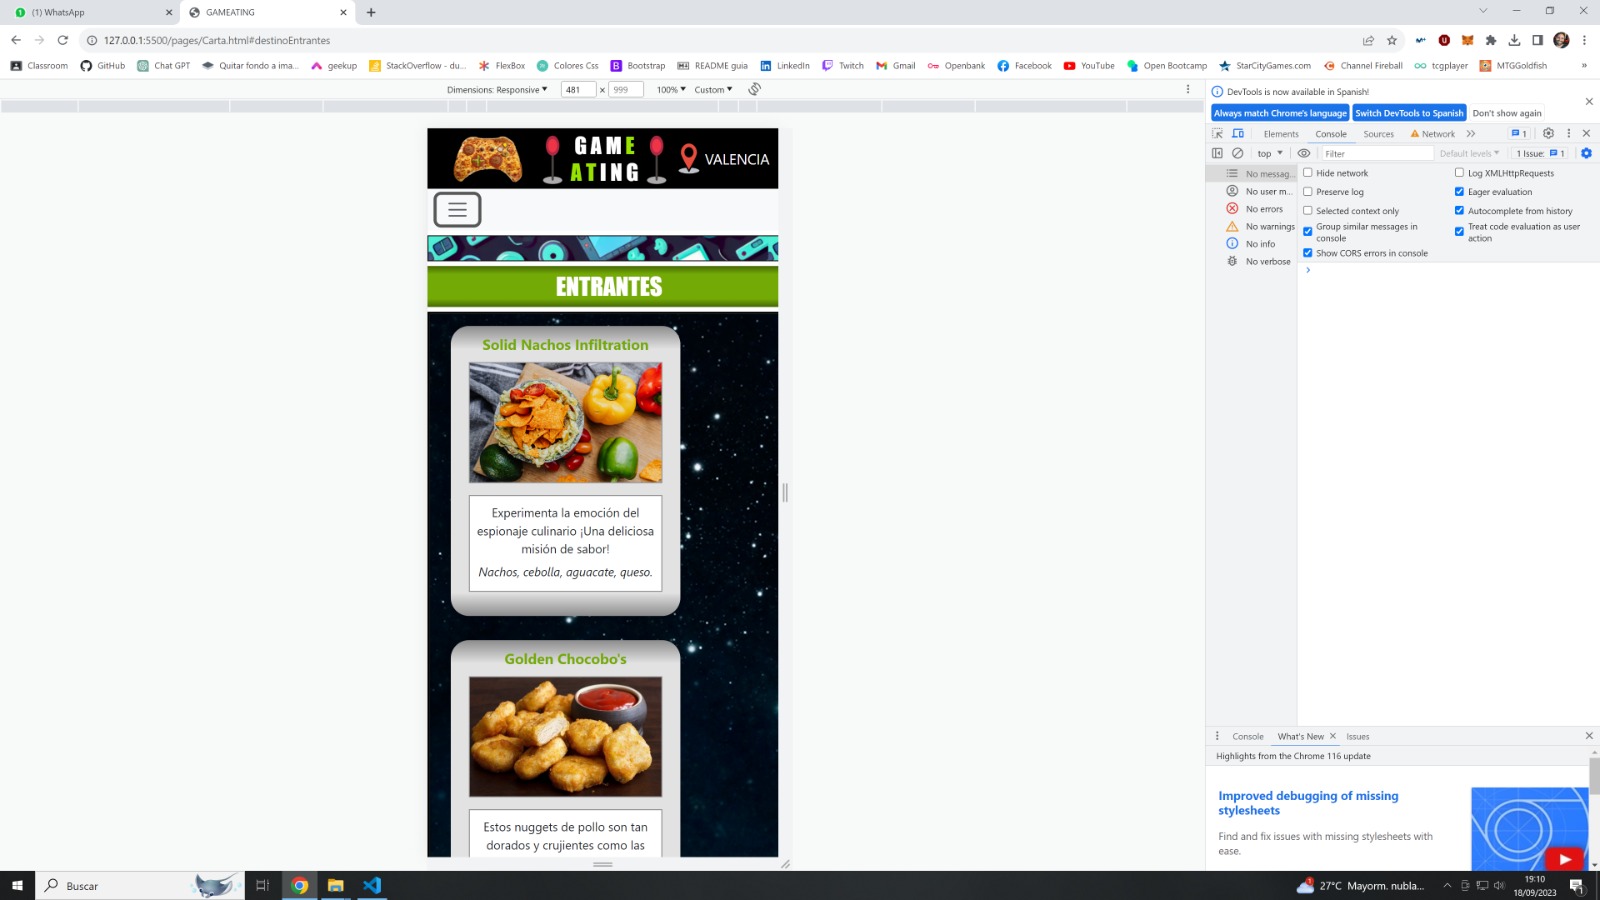 (1) WhatsApp
GAMEATING
127.0.0.1:5500/pages/Carta.html#destinoEntrantes
Classroom
GitHub
Chat GPT
Quitar fondo a ima...
geekup
StackOverflow - du...
FlexBox
Colores Css
Bootstrap
README guia
LinkedIn
Twitch
Gmail
Openbank
Facebook
YouTube
Open Bootcamp
StarCityGames.com
Channel Fireball
tcgplayer
MTGGoldfish
»
Dimensions: Responsive
481 x 999
100%
Custom
GAME
ATING
VALENCIA
ENTRANTES
Solid Nachos Infiltration
Experimenta la emoción del
espionaje culinario ¡Una deliciosa
misión de sabor!
Nachos, cebolla, aguacate, queso.
Golden Chocobo's
Estos nuggets de pollo son tan
dorados y crujientes como las
DevTools is now available in Spanish!
Always match Chrome's language
Switch DevTools to Spanish
Don't show again
Elements
Console
Sources
Network
»
1
top
Filter
Default levels
1 Issue: 1
No messag...
No user m...
No errors
No warnings
No info
No verbose
Hide network
Preserve log
Selected context only
Group similar messages in
console
Show CORS errors in console
Log XMLHttpRequests
Eager evaluation
Autocomplete from history
Treat code evaluation as user
action
Console
What's New
Issues
Highlights from the Chrome 116 update
Improved debugging of missing
stylesheets
Find and fix issues with missing stylesheets with
ease.
Buscar
27°C Mayorm. nubla...
19:10
18/09/2023